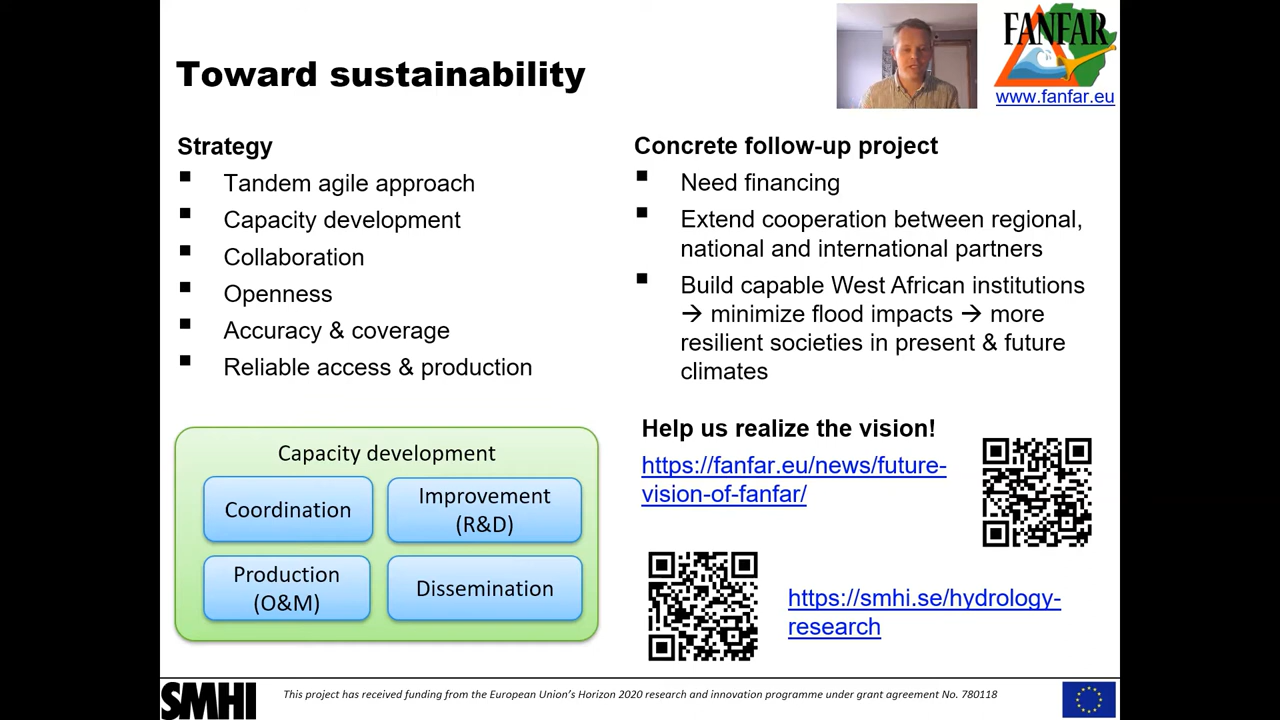 FANFAR
www.fanfar.eu
Toward sustainability
Strategy
Tandem agile approach
Capacity development
Collaboration
Openness
Accuracy & coverage
Reliable access & production
Concrete follow-up project
Need financing
Extend cooperation between regional,
national and international partners
Build capable West African institutions
→ minimize flood impacts → more
resilient societies in present & future
climates
Capacity development
Coordination
Improvement
(R&D)
Production
(O&M)
Dissemination
Help us realize the vision!
https://fanfar.eu/news/future-
vision-of-fanfar/
https://smhi.se/hydrology-
research
SMHI
This project has received funding from the European Union's Horizon 2020 research and innovation programme under grant agreement No. 780118